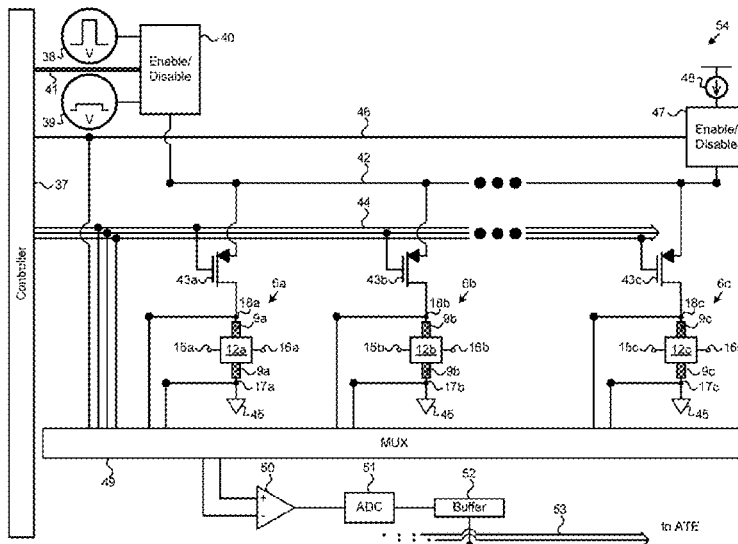 38
V
41
39
V
40
Enable/
Disable
54
48
47
Enable/
Disable
46
42
37
Controller
44
43a
43b
43c
18a
6a
9a
15a
12a
16a
9a
17a
45
18b
6b
9b
15b
12b
16b
9b
17b
45
18c
6c
9c
15c
12c
16c
9c
17c
45
MUX
49
50
51
52
ADC
Buffer
53
to ATE